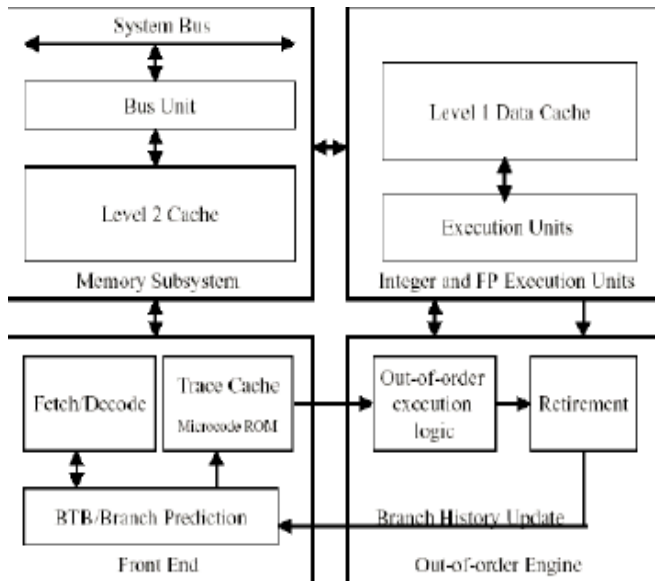 System Bus
Bus Unit
Level 2 Cache
Memory Subsystem
Level 1 Data Cache
Execution Units
Integer and FP Execution Units
Fetch/Decode
Trace Cache
Microcode ROM
BTB/Branch Prediction
Front End
Out-of-order
execution
logic
Retirement
Branch History Update
Out-of-order Engine